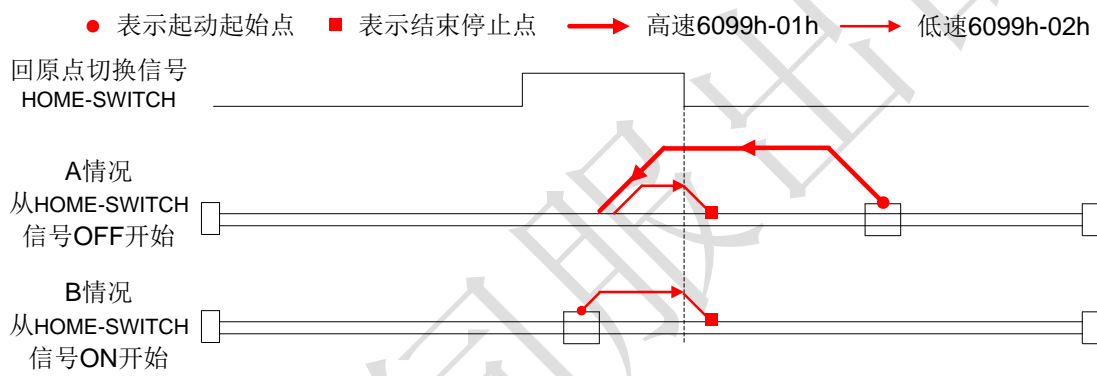 表示起动起始点 表示结束停止点 高速6099h-01h 低速6099h-02h
回原点切换信号
HOME-SWITCH
A情况
从HOME-SWITCH
信号OFF开始
B情况
从HOME-SWITCH
信号ON开始